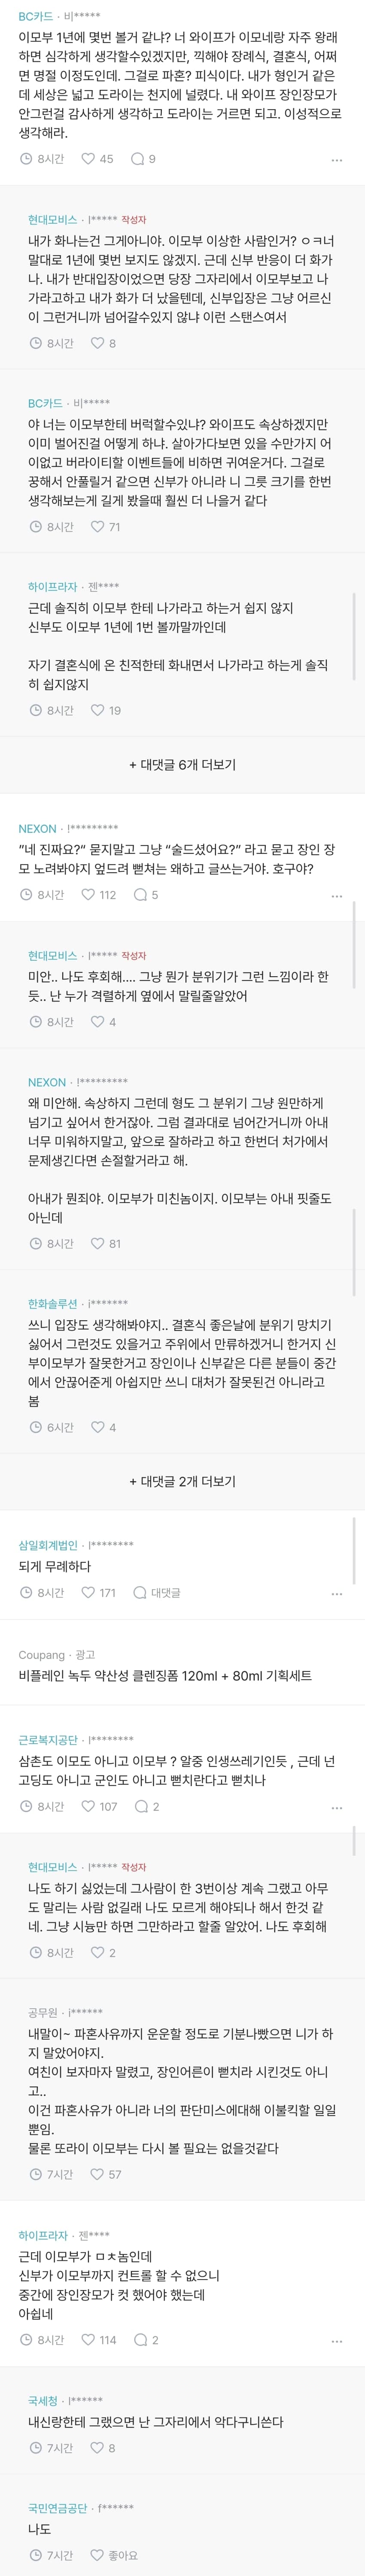 BC카드 · 비*****
이모부 1년에 몇번 볼거 같냐? 너 와이프가 이모네랑 자주 왕래
하면 심각하게 생각할수있겠지만, 끽해야 장례식, 결혼식, 어쩌
면 명절 이정도인데. 그걸로 파혼? 피식이다. 내가 형인거 같은
데 세상은 넓고 도라이는 천지에 널렸다. 내 와이프 장인장모가
안그런걸 감사하게 생각하고 도라이는 거르면 되고. 이성적으로
생각해라.
8시간 45 9 ...
현대모비스 · l***** 작성자
내가 화나는건 그게아니야. 이모부 이상한 사람인거? ㅇㅋ너
말대로 1년에 몇번 보지도 않겠지. 근데 신부 반응이 더 화가
나. 내가 반대입장이었으면 당장 그자리에서 이모부보고 나
가라고하고 내가 화가 더 났을텐데, 신부입장은 그냥 어르신
이 그런거니까 넘어갈수있지 않냐 이런 스탠스여서
8시간 8
BC카드 · 비*****
야 너는 이모부한테 버럭할수있냐? 와이프도 속상하겠지만
이미 벌어진걸 어떻게 하냐. 살아가다보면 있을 수만가지 어
이없고 버라이티할 이벤트들에 비하면 귀여운거다. 그걸로
꿍해서 안풀릴거 같으면 신부가 아니라 니 그릇 크기를 한번
생각해보는게 길게 봤을때 훨씬 더 나을거 같다
8시간 71
하이프라자 · 젠****
근데 솔직히 이모부 한테 나가라고 하는거 쉽지 않지
신부도 이모부 1년에 1번 볼까말까인데
자기 결혼식에 온 친척한테 화내면서 나가라고 하는게 솔직
히 쉽지않지
8시간 19
+ 대댓글 6개 더보기
NEXON · !*********
"네 진짜요?" 묻지말고 그냥 "술드셨어요?" 라고 묻고 장인 장
모 노려봐야지 엎드려 뻗쳐는 왜하고 글쓰는거야. 호구야?
8시간 112 5 ...
현대모비스 · l***** 작성자
미안.. 나도 후회해.... 그냥 뭔가 분위기가 그런 느낌이라 한
듯.. 난 누가 격렬하게 옆에서 말릴줄알았어
8시간 4
NEXON · !*********
왜 미안해. 속상하지 그런데 형도 그 분위기 그냥 원만하게
넘기고 싶어서 한거잖아. 그럼 결과대로 넘어간거니까 아내
너무 미워하지말고, 앞으로 잘하라고 하고 한번더 처가에서
문제생긴다면 손절할거라고 해.
아내가 뭔죄야. 이모부가 미친놈이지. 이모부는 아내 핏줄도
아닌데
8시간 81
한화솔루션 · i*******
쓰니 입장도 생각해봐야지.. 결혼식 좋은날에 분위기 망치기
싫어서 그런것도 있을거고 주위에서 만류하겠거니 한거지 신
부이모부가 잘못한거고 장인이나 신부같은 다른 분들이 중간
에서 안끊어준게 아쉽지만 쓰니 대처가 잘못된건 아니라고
봄
6시간 4
+ 대댓글 2개 더보기
삼일회계법인 · l********
되게 무례하다
8시간 171 대댓글 ...
Coupang · 광고
비플레인 녹두 약산성 클렌징폼 120ml + 80ml 기획세트
근로복지공단 · l********
삼촌도 이모도 아니고 이모부 ? 알중 인생쓰레기인듯 , 근데 넌
고딩도 아니고 군인도 아니고 뻗치란다고 뻗치나
8시간 107 2 ...
현대모비스 · l***** 작성자
나도 하기 싫었는데 그사람이 한 3번이상 계속 그랬고 아무
도 말리는 사람 없길래 나도 모르게 해야되나 해서 한것 같
네. 그냥 시늉만 하면 그만하라고 할줄 알았어. 나도 후회해
8시간 2
공무원 · i******
내말이~ 파혼사유까지 운운할 정도로 기분나빴으면 니가 하
지 말았어야지.
여친이 보자마자 말렸고, 장인어른이 뻗치라 시킨것도 아니
고..
이건 파혼사유가 아니라 너의 판단미스에대해 이불킥할 일일
뿐임.
물론 또라이 이모부는 다시 볼 필요는 없을것같다
7시간 57
하이프라자 · 젠****
근데 이모부가 ㅁㅊ놈인데
신부가 이모부까지 컨트롤 할 수 없으니
중간에 장인장모가 컷 했어야 했는데
아쉽네
8시간 114 2 ...
국세청 · l******
내신랑한테 그랬으면 난 그자리에서 악다구니쓴다
7시간 8
국민연금공단 · f******
나도
7시간 좋아요